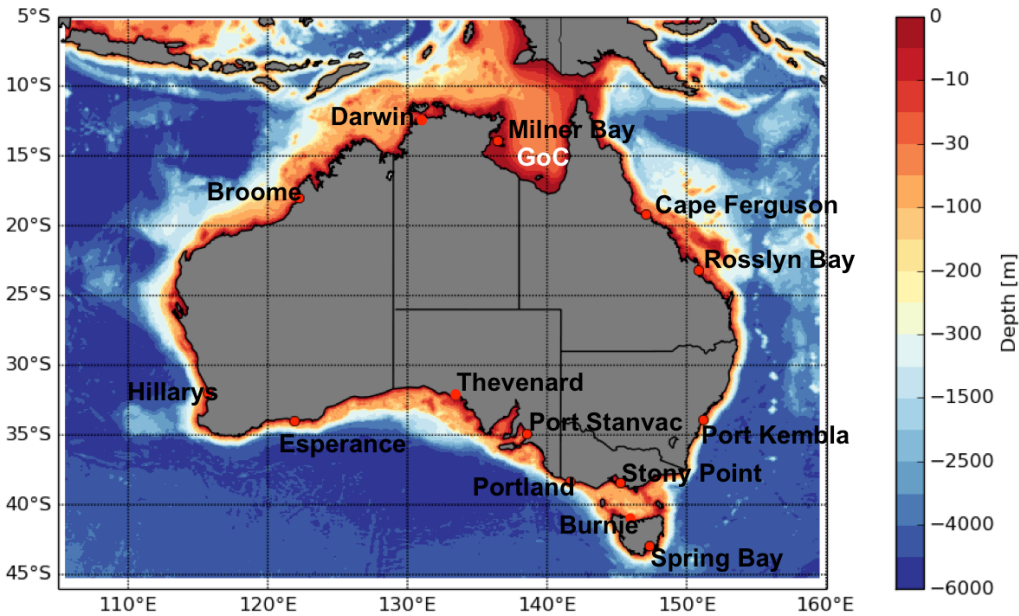 5°S
10°S
15°S
20°S
25°S
30°S
35°S
40°S
45°S
110°E
120°E
130°E
140°E
150°E
160°E
Darwin
Milner Bay
GoC
Broome
Cape Ferguson
Rosslyn Bay
Hillarys
Thevenard
Port Stanvac
Esperance
Port Kembla
Portland
Stony Point
Burnie
Spring Bay
0
−10
−30
−100
−200
−300
−1500
−2500
−4000
−6000
Depth [m]